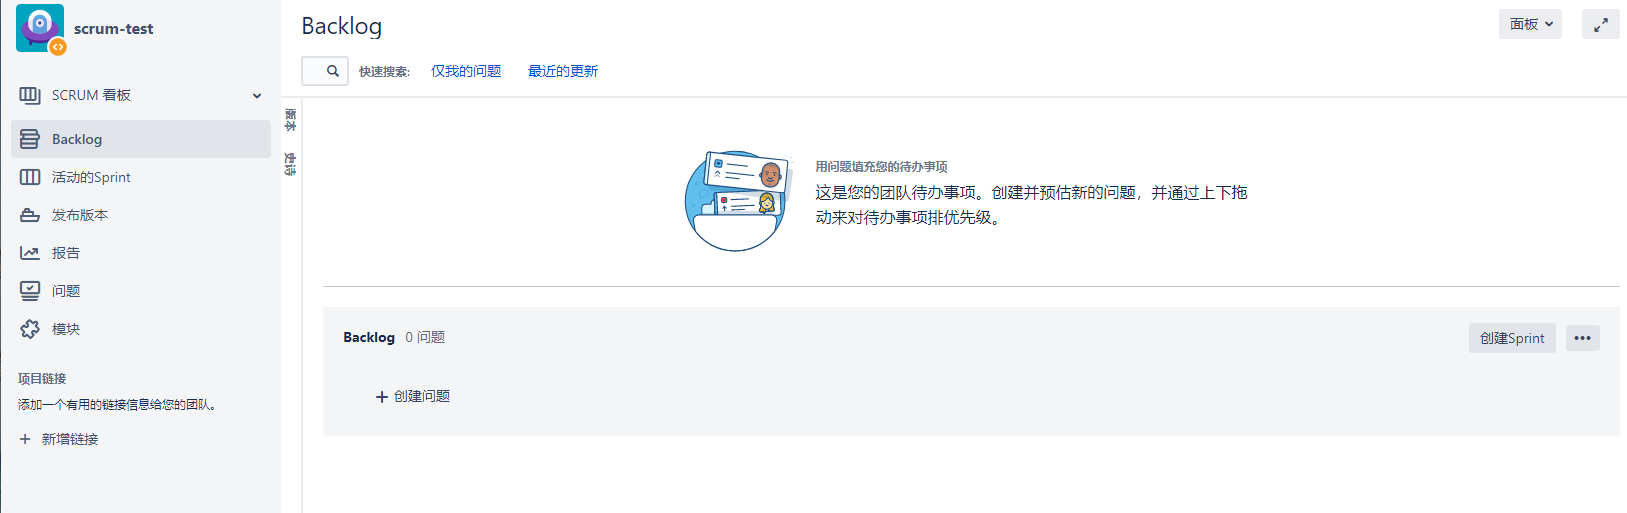 scrum-test
SCRUM 看板
Backlog
活动的Sprint
发布版本
报告
问题
模块
项目链接
添加一个有用的链接信息给您的团队。
+ 新增链接
Backlog
面板
快速搜索: 仅我的问题 最近的更新
版本
史诗
用问题填充您的待办事项
这是您的团队待办事项。创建并预估新的问题，并通过上下拖
动来对待办事项排优先级。
Backlog 0 问题
创建Sprint
+ 创建问题